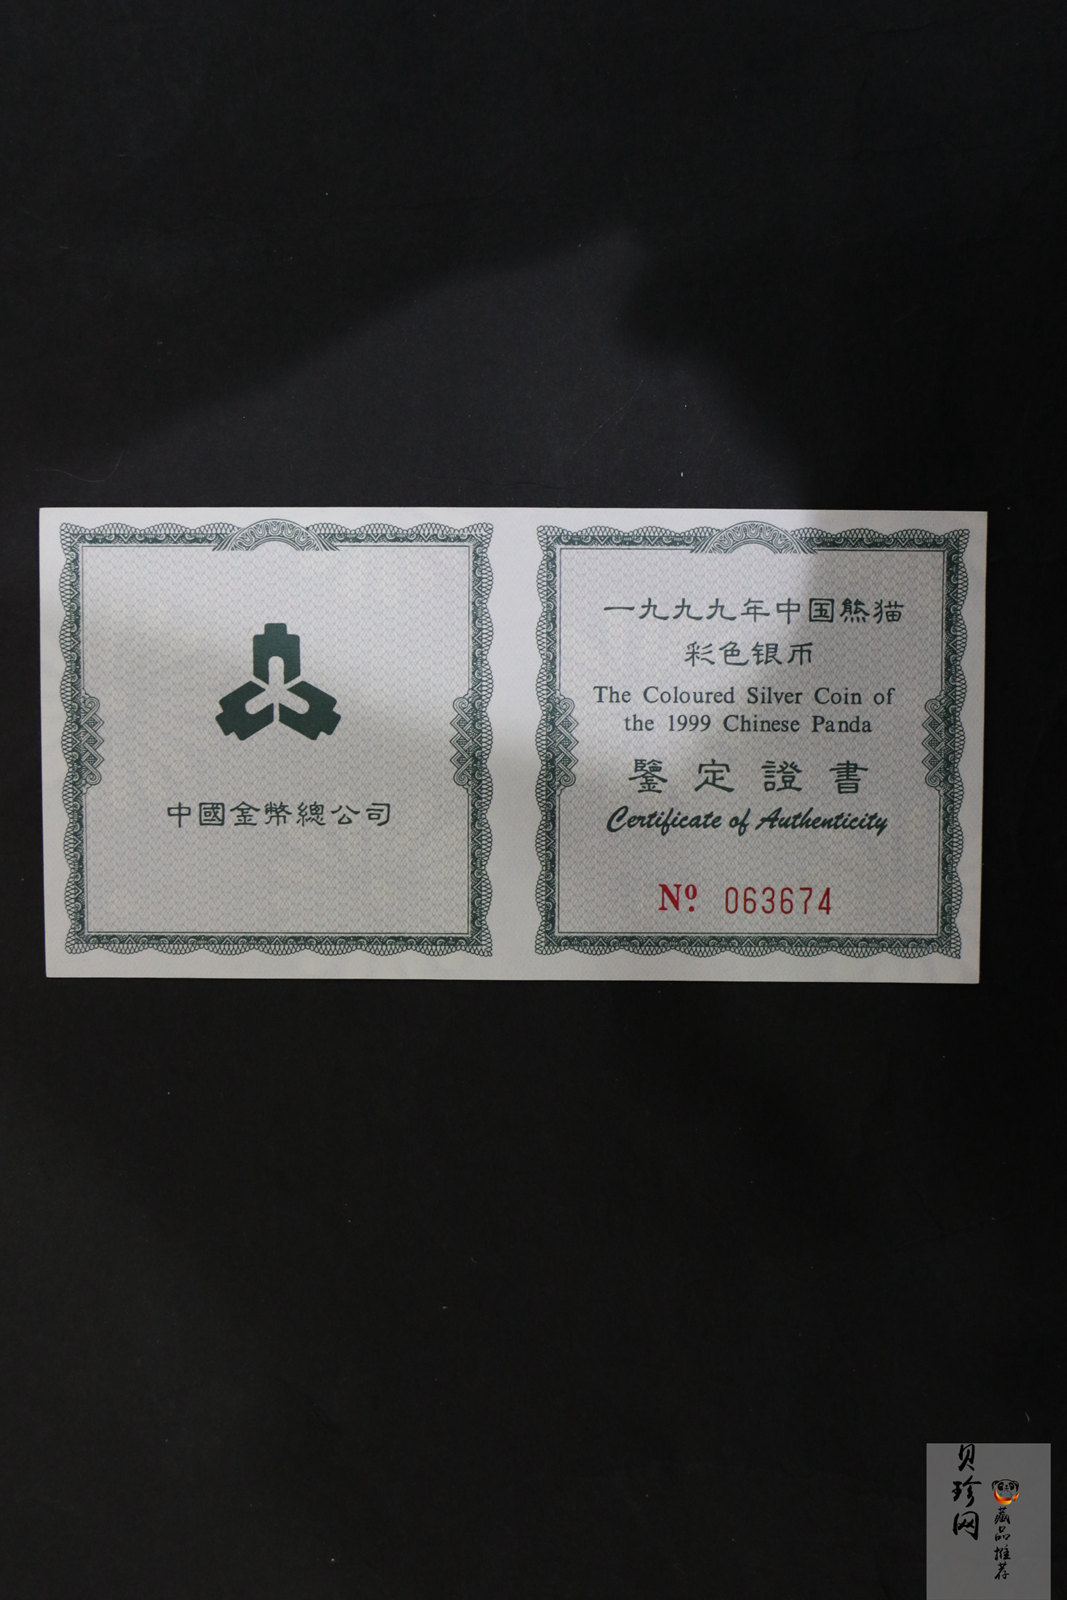 中國金幣總公司
一九九九年中国熊猫
彩色银币
The Coloured Silver Coin of
the 1999 Chinese Panda
鑒定證書
Certificate of Authenticity
Nº 063674
贝珍网
藏品推荐